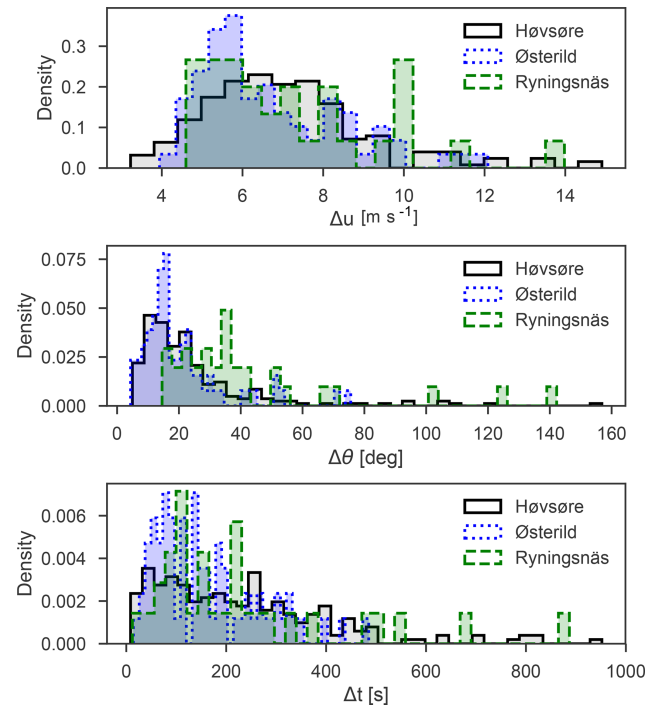 Density
0.3
0.2
0.1
0.0
Høvsøre
Østerild
Ryningsnäs
4 6 8 10 12 14
Δu [m s⁻¹]
Density
0.075
0.050
0.025
0.000
Høvsøre
Østerild
Ryningsnäs
0 20 40 60 80 100 120 140 160
Δθ [deg]
Density
0.006
0.004
0.002
0.000
Høvsøre
Østerild
Ryningsnäs
0 200 400 600 800 1000
Δt [s]